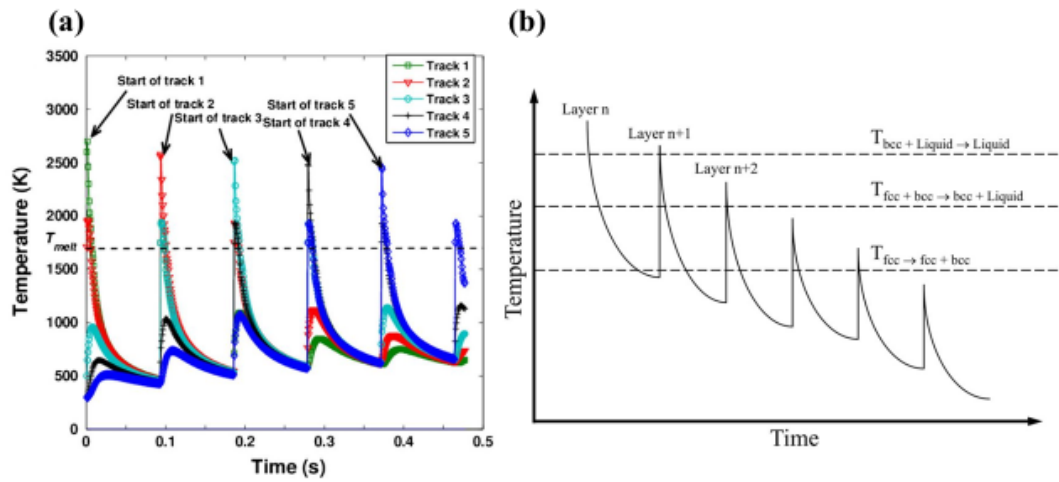 (a)
3500
3000
2500
2000
T_melt
1500
1000
500
0
Temperature (K)
0
0.1
0.2
0.3
0.4
0.5
Time (s)
Start of track 1
Start of track 2
Start of track 3
Start of track 5
Start of track 4
Track 1
Track 2
Track 3
Track 4
Track 5
(b)
Layer n
Layer n+1
Layer n+2
T bcc + Liquid → Liquid
T fcc + bcc → bcc + Liquid
T fcc → fcc + bcc
Temperature
Time